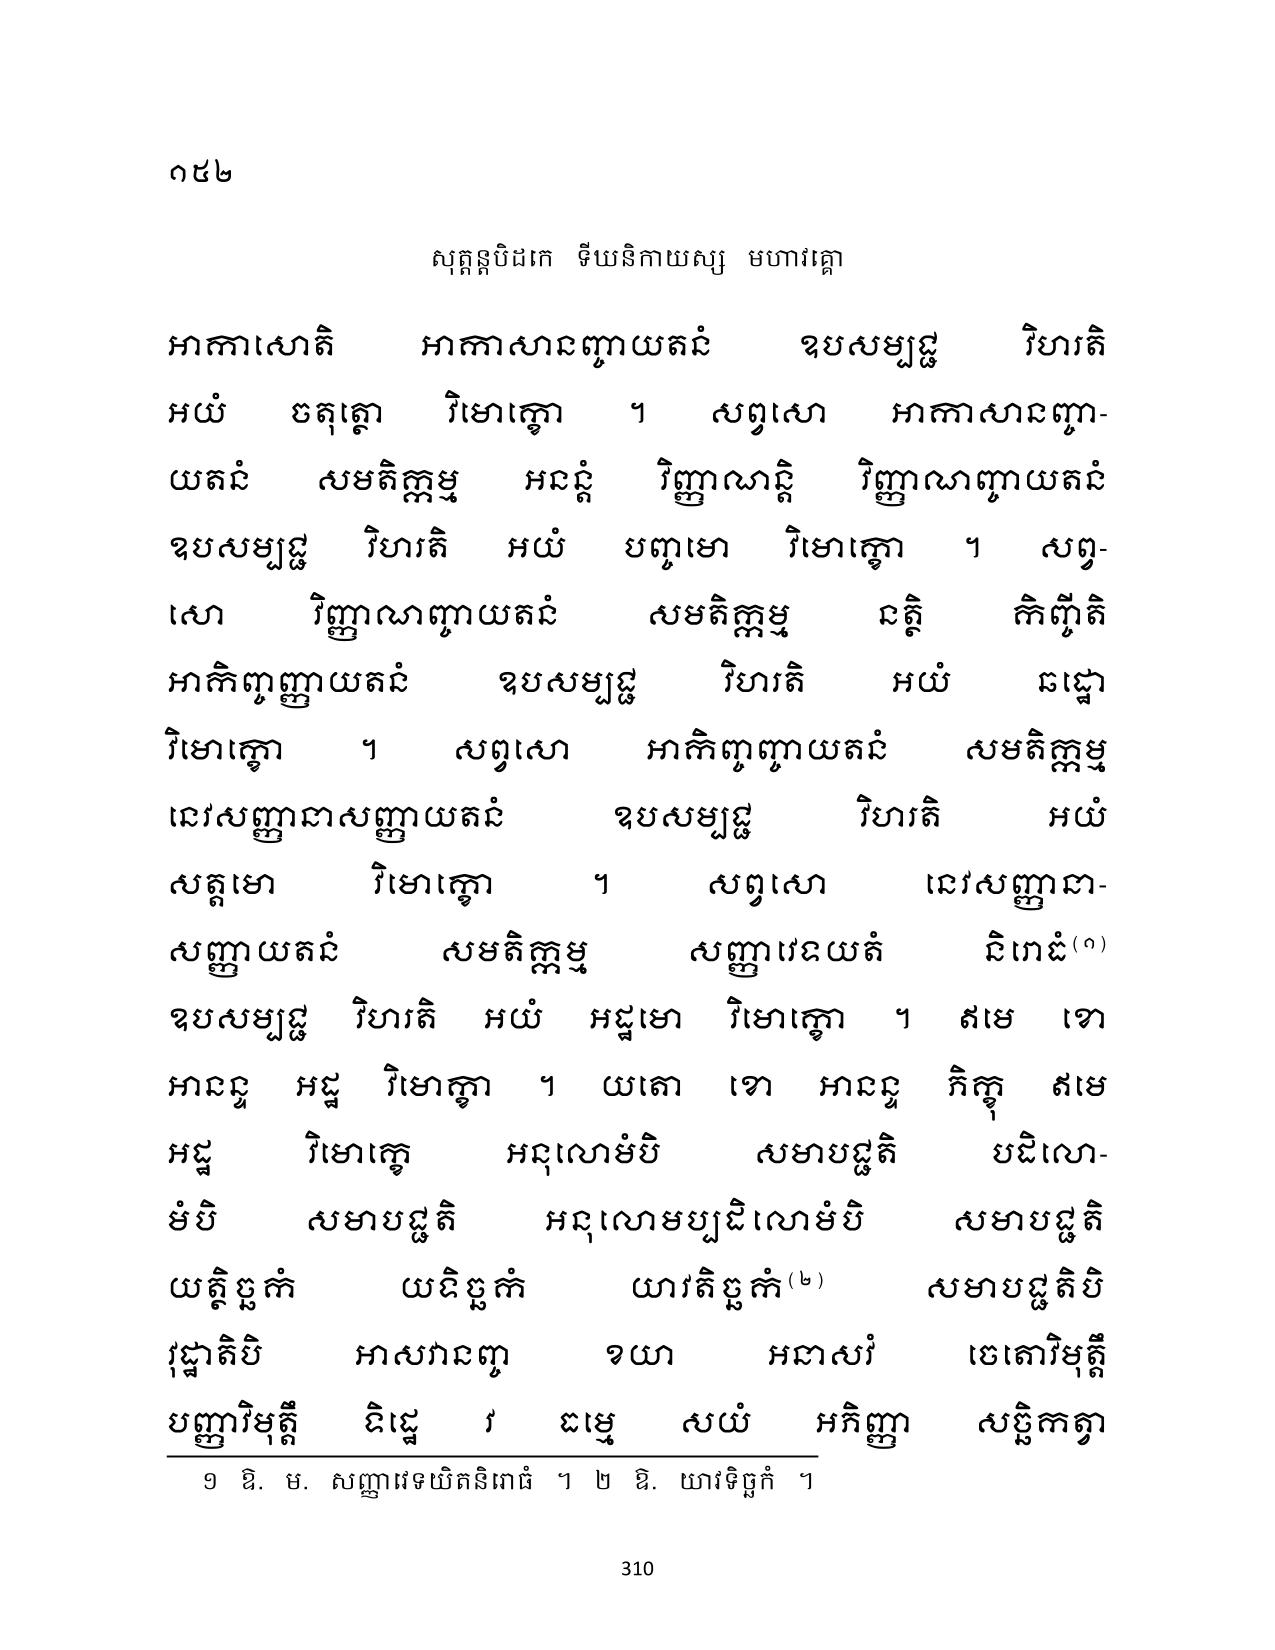 ១៥២
សុត្តន្តបិដកេ ទីឃនិកាយស្ស មហាវគ្គោ
អាកាសោតិ អាកាសានញ្ចាយតនំ ឧបសម្បជ្ជ វិហរតិ
អយំ ចតុត្ថោ វិមោក្ខោ ។ សព្វសោ អាកាសានញ្ចា-
យតនំ សមតិក្កម្ម អនន្តំ វិញ្ញាណន្តិ វិញ្ញាណញ្ចាយតនំ
ឧបសម្បជ្ជ វិហរតិ អយំ បញ្ចមោ វិមោក្ខោ ។ សព្វ-
សោ វិញ្ញាណញ្ចាយតនំ សមតិក្កម្ម នត្ថិ កិញ្ចីតិ
អាកិញ្ចញ្ញាយតនំ ឧបសម្បជ្ជ វិហរតិ អយំ ឆដ្ឋោ
វិមោក្ខោ ។ សព្វសោ អាកិញ្ចញ្ចាយតនំ សមតិក្កម្ម
នេវសញ្ញានាសញ្ញាយតនំ ឧបសម្បជ្ជ វិហរតិ អយំ
សត្តមោ វិមោក្ខោ ។ សព្វសោ នេវសញ្ញានា-
សញ្ញាយតនំ សមតិក្កម្ម សញ្ញាវេទយតំ និរោធំ(១)
ឧបសម្បជ្ជ វិហរតិ អយំ អដ្ឋមោ វិមោក្ខោ ។ ឥមេ ខោ
អានន្ទ អដ្ឋ វិមោក្ខា ។ យតោ ខោ អានន្ទ ភិក្ខុ ឥមេ
អដ្ឋ វិមោក្ខេ អនុលោមំបិ សមាបជ្ជតិ បដិលោ-
មំបិ សមាបជ្ជតិ អនុលោមប្បដិលោមំបិ សមាបជ្ជតិ
យត្ថិច្ឆកំ យទិច្ឆកំ យាវតិច្ឆកំ(២) សមាបជ្ជតិបិ
វុដ្ឋាតិបិ អាសវានញ្ច ខយា អនាសវំ ចេតោវិមុត្តឹ
បញ្ញាវិមុត្តឹ ទិដ្ឋេ វ ធម្មេ សយំ អភិញ្ញា សច្ឆិកត្វា
១ ឱ. ម. សញ្ញាវេទយិតនិរោធំ ។ ២ ឱ. យាវទិច្ឆកំ ។
310